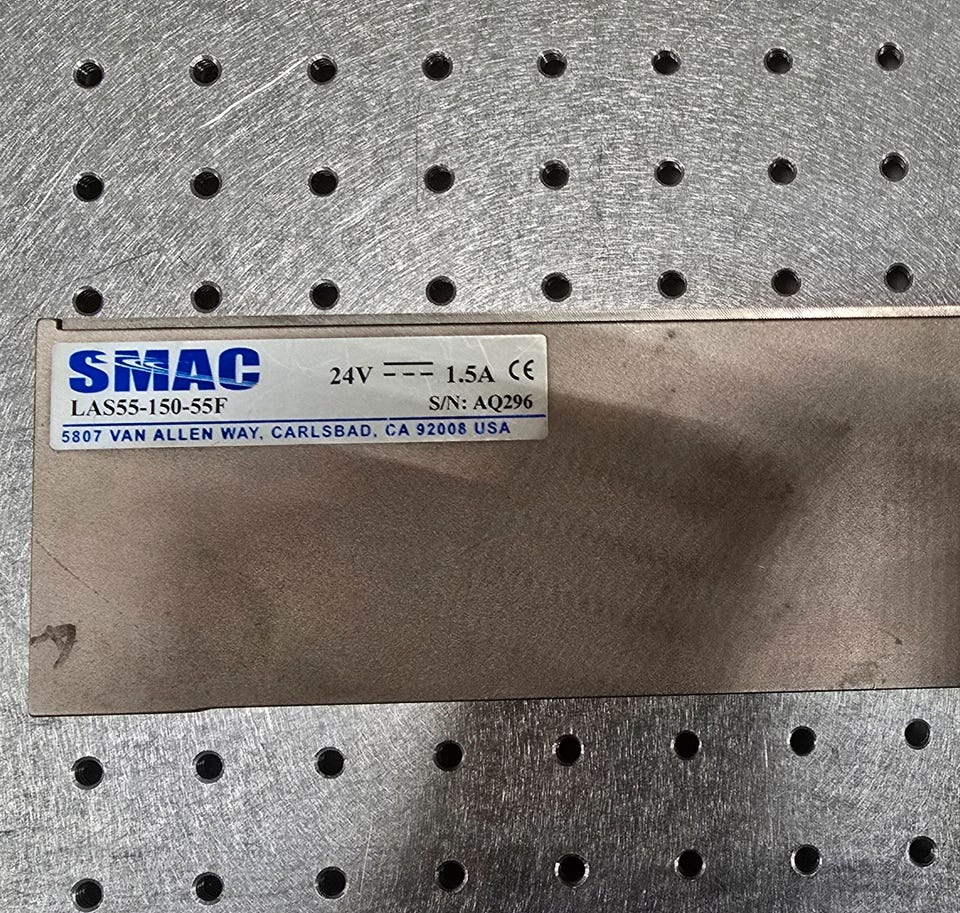 SMAC
24V 1.5A CE
LAS55-150-55F
S/N: AQ296
5807 VAN ALLEN WAY, CARLSBAD, CA 92008 USA